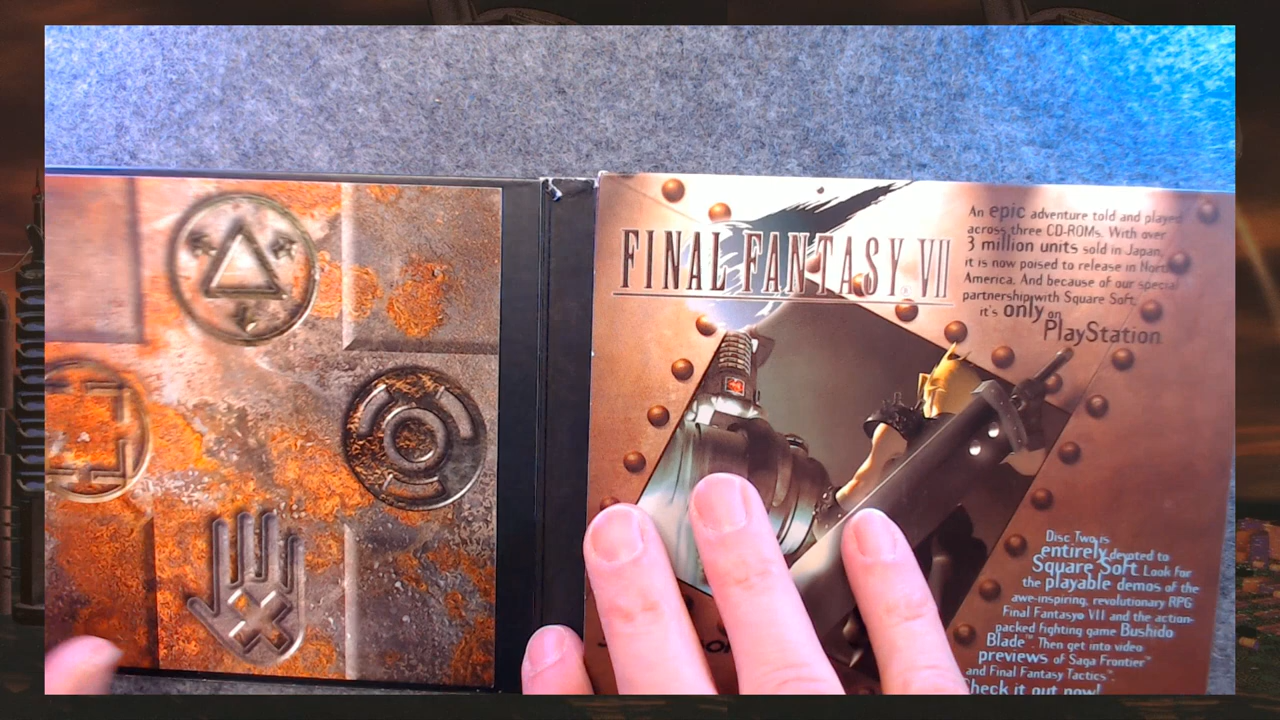 FINAL FANTASY VII
An epic adventure told and played
across three CD-ROMs. With over
3 million units sold in Japan,
it is now poised to release in North
America. And because of our special
partnership with Square Soft,
it's only on
PlayStation
Disc Two is
entirely devoted to
Square Soft. Look for
the playable demos of the
awe-inspiring, revolutionary RPG
Final Fantasy® VII and the action-
packed fighting game Bushido
Blade™. Then get into video
previews of Saga Frontier™
and Final Fantasy Tactics™.
Check it out now!